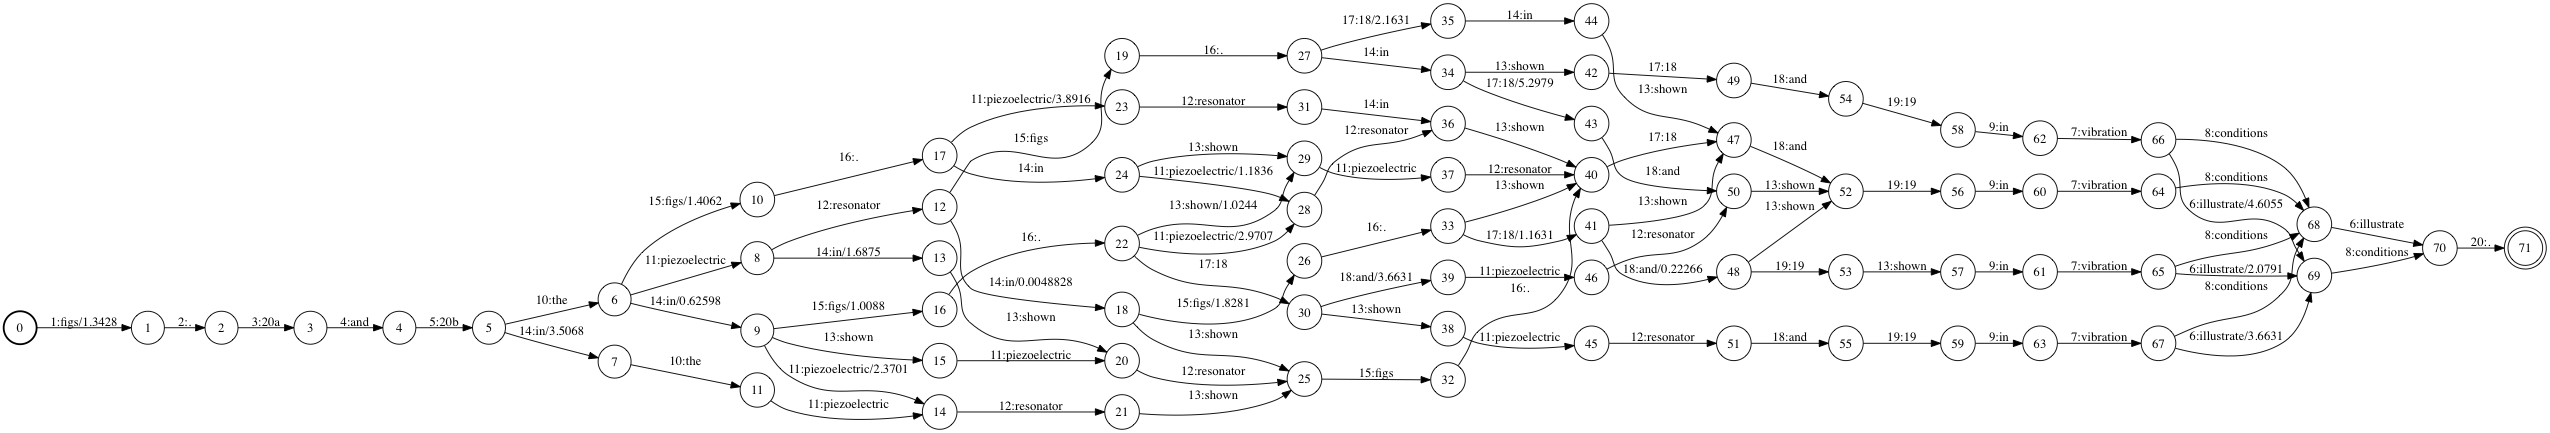 0
1:figs/1.3428
1
2:.
2
3:20a
3
4:and
4
5:20b
5
10:the
14:in/3.5068
6
7
15:figs/1.4062
11:piezoelectric
14:in/0.62598
10:the
10
8
9
11
16:.
12:resonator
14:in/1.6875
15:figs/1.0088
13:shown
11:piezoelectric/2.3701
11:piezoelectric
17
12
13
16
15
14
11:piezoelectric/3.8916
15:figs
14:in
16:.
14:in/0.0048828
13:shown
11:piezoelectric
12:resonator
19
23
24
22
18
20
21
16:.
12:resonator
13:shown
11:piezoelectric/1.1836
13:shown/1.0244
11:piezoelectric/2.9707
17:18
15:figs/1.8281
13:shown
12:resonator
13:shown
27
31
29
28
26
30
25
17:18/2.1631
14:in
14:in
12:resonator
11:piezoelectric
16:.
18:and/3.6631
13:shown
15:figs
35
34
36
37
33
39
38
32
14:in
13:shown
17:18/5.2979
13:shown
12:resonator
13:shown
17:18/1.1631
11:piezoelectric
16:.
11:piezoelectric
44
42
43
40
41
46
45
17:18
13:shown
17:18
18:and
13:shown
12:resonator
18:and/0.22266
12:resonator
49
47
50
48
51
18:and
18:and
13:shown
13:shown
19:19
18:and
54
52
53
55
19:19
19:19
13:shown
19:19
58
56
57
59
9:in
9:in
9:in
9:in
62
60
61
63
7:vibration
7:vibration
7:vibration
7:vibration
66
64
65
67
8:conditions
8:conditions
6:illustrate/4.6055
8:conditions
6:illustrate/2.0791
8:conditions
6:illustrate/3.6631
68
69
6:illustrate
8:conditions
70
20:.
71